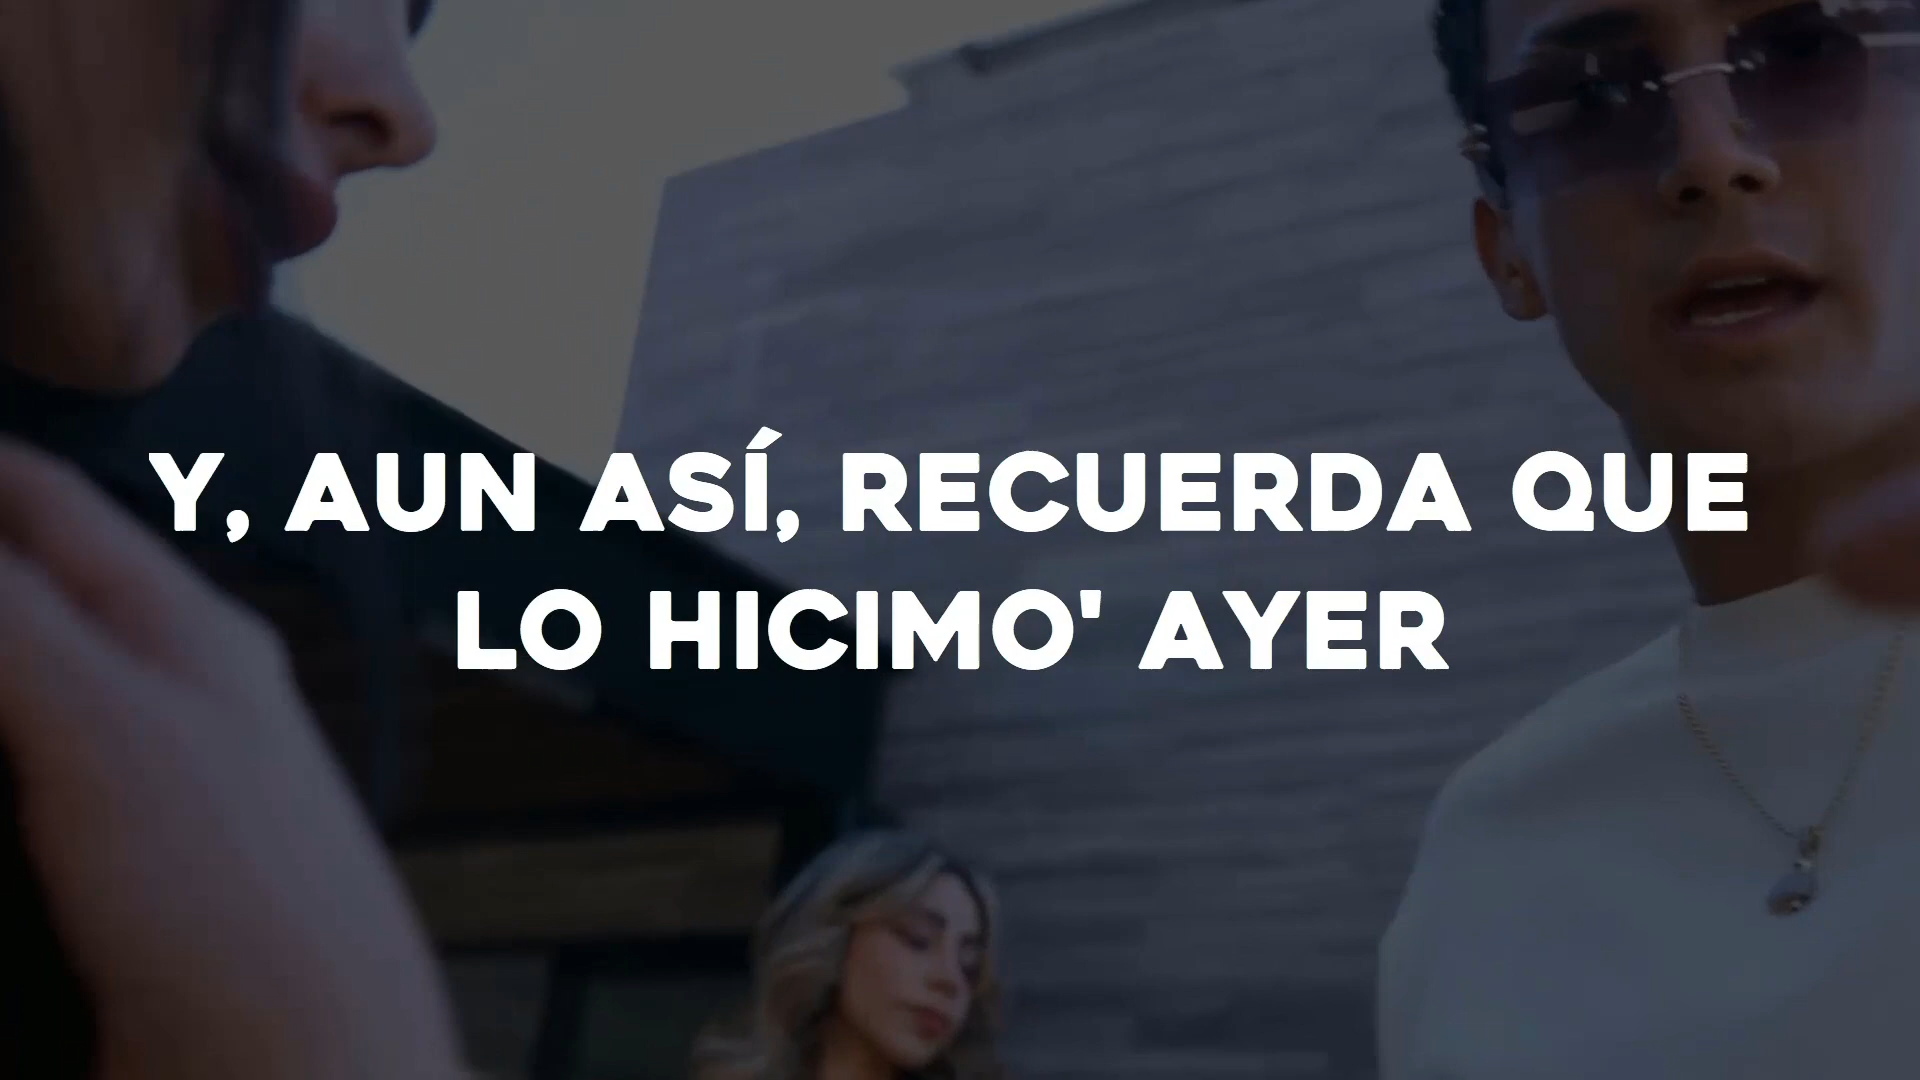 Y, AUN ASÍ, RECUERDA QUE
LO HICIMO' AYER